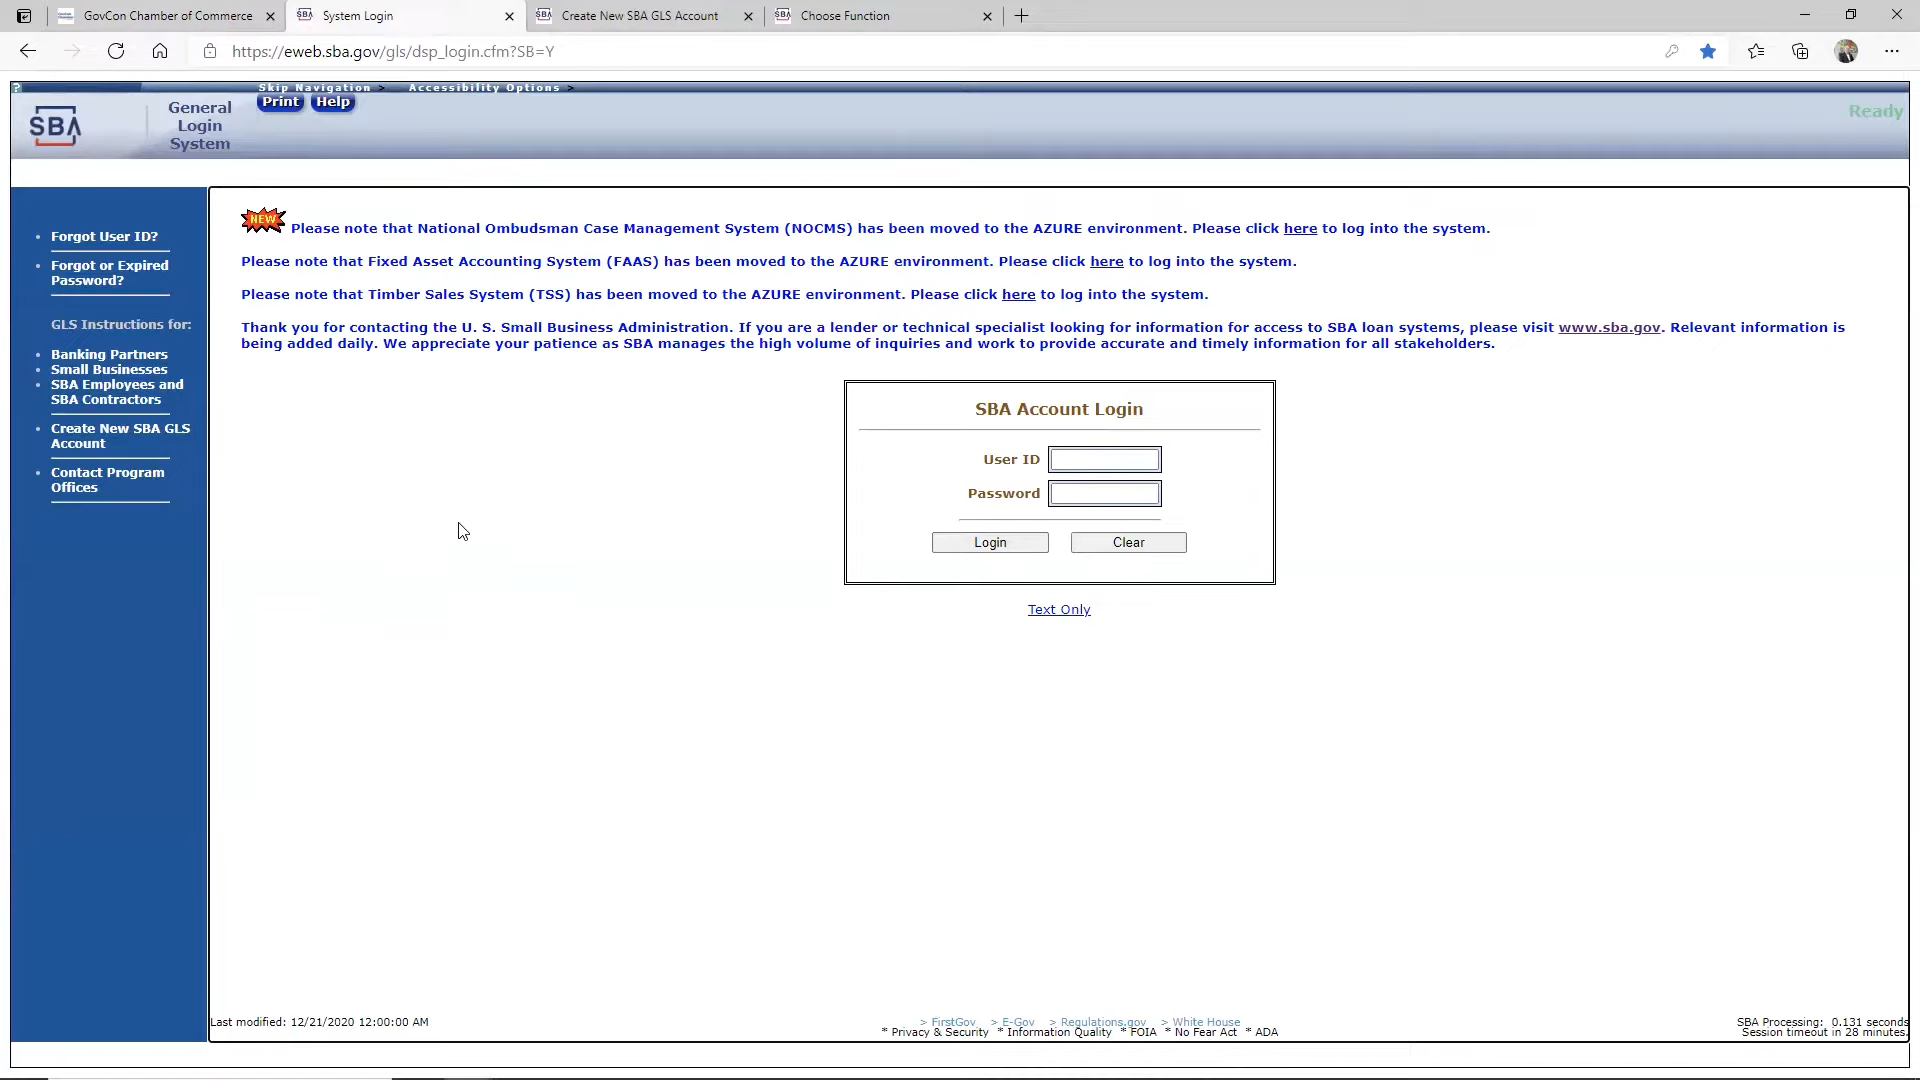 GovCon Chamber of Commerce
System Login
Create New SBA GLS Account
Choose Function
https://eweb.sba.gov/gls/dsp_login.cfm?SB=Y
?
Skip Navigation >
Accessibility Options >
Print
Help
SBA
General
Login
System
Ready
Forgot User ID?
Forgot or Expired
Password?
GLS Instructions for:
Banking Partners
Small Businesses
SBA Employees and
SBA Contractors
Create New SBA GLS
Account
Contact Program
Offices
NEW Please note that National Ombudsman Case Management System (NOCMS) has been moved to the AZURE environment. Please click here to log into the system.
Please note that Fixed Asset Accounting System (FAAS) has been moved to the AZURE environment. Please click here to log into the system.
Please note that Timber Sales System (TSS) has been moved to the AZURE environment. Please click here to log into the system.
Thank you for contacting the U. S. Small Business Administration. If you are a lender or technical specialist looking for information for access to SBA loan systems, please visit www.sba.gov. Relevant information is
being added daily. We appreciate your patience as SBA manages the high volume of inquiries and work to provide accurate and timely information for all stakeholders.
SBA Account Login
User ID
Password
Login
Clear
Text Only
Last modified: 12/21/2020 12:00:00 AM
> FirstGov > E-Gov > Regulations.gov > White House
* Privacy & Security * Information Quality * FOIA * No Fear Act * ADA
SBA Processing: 0.131 seconds
Session timeout in 28 minutes.